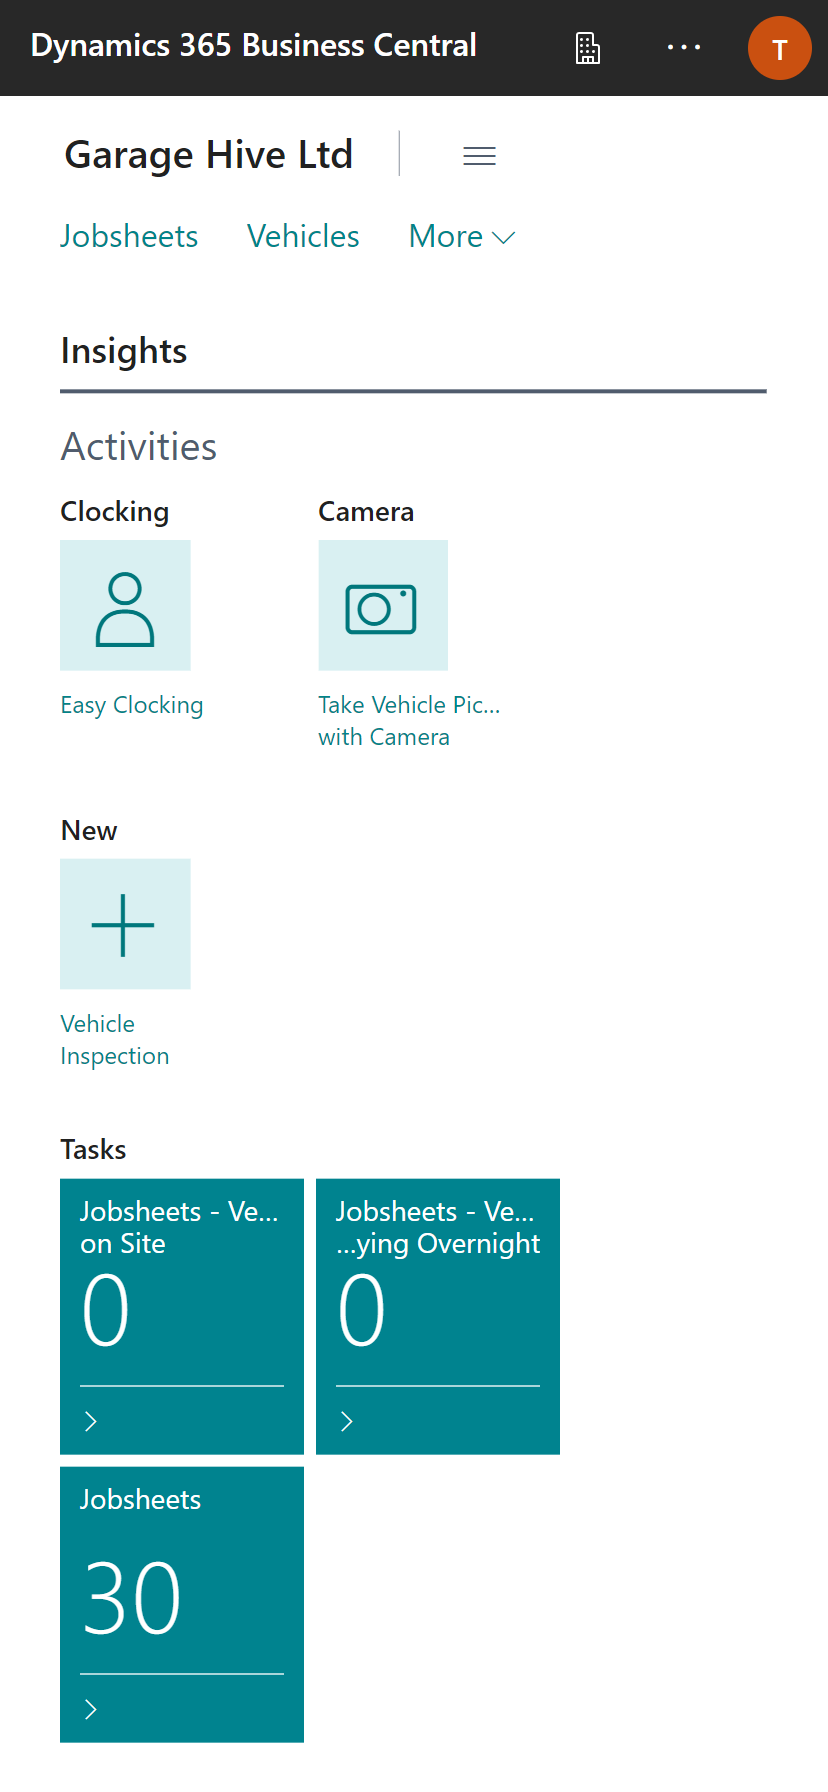 Dynamics 365 Business Central
T
Garage Hive Ltd
Jobsheets Vehicles More
Insights
Activities
Clocking
Camera
Easy Clocking
Take Vehicle Pic...
with Camera
New
Vehicle
Inspection
Tasks
Jobsheets - Ve...
on Site
0
Jobsheets - Ve...
...ying Overnight
0
Jobsheets
30